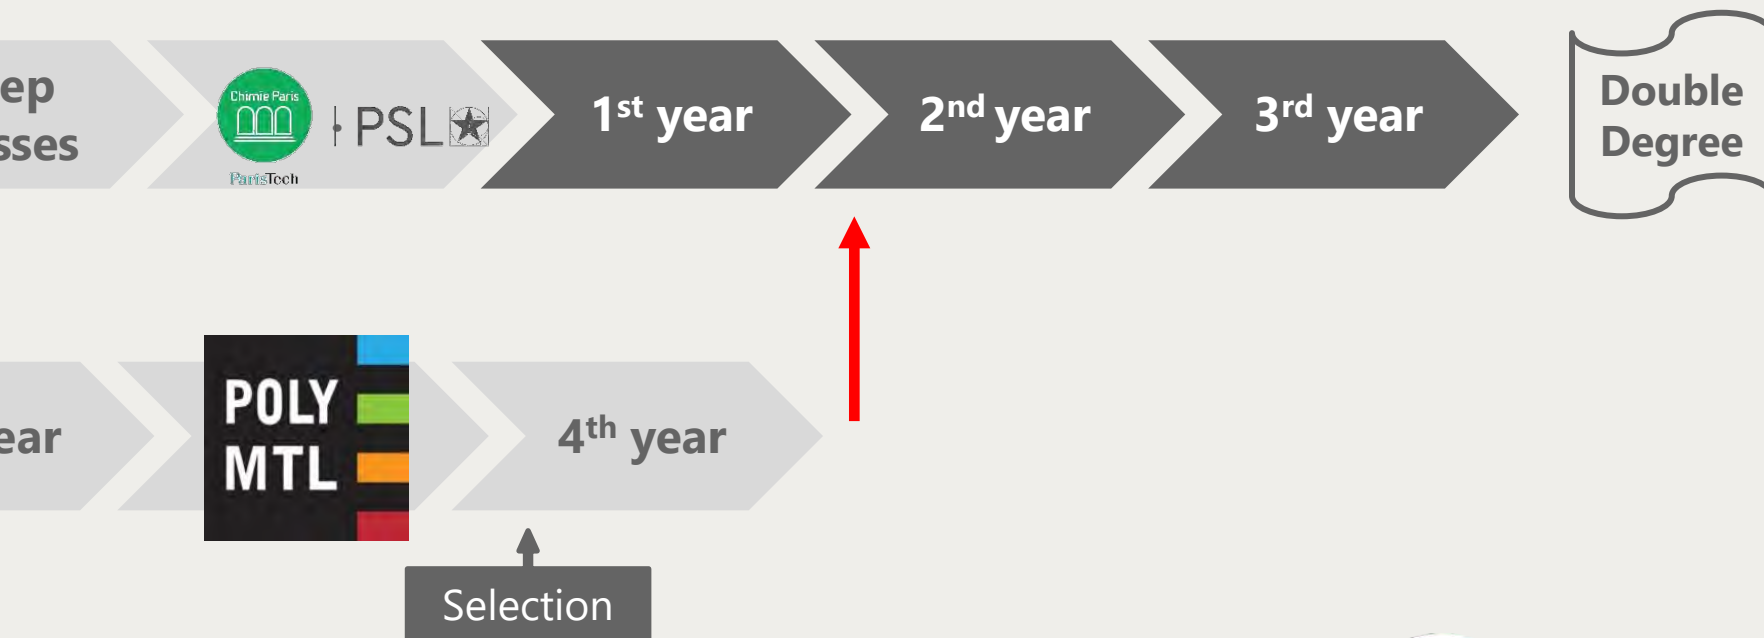 ep
sses
Chimie Paris
ParisTech
PSL
1st year
2nd year
3rd year
Double
Degree
ear
POLY
MTL
4th year
Selection